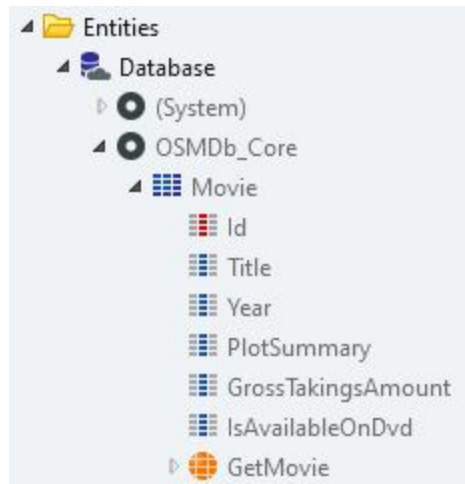 Entities
Database
(System)
OSMDb_Core
Movie
Id
Title
Year
PlotSummary
GrossTakingsAmount
IsAvailableOnDvd
GetMovie